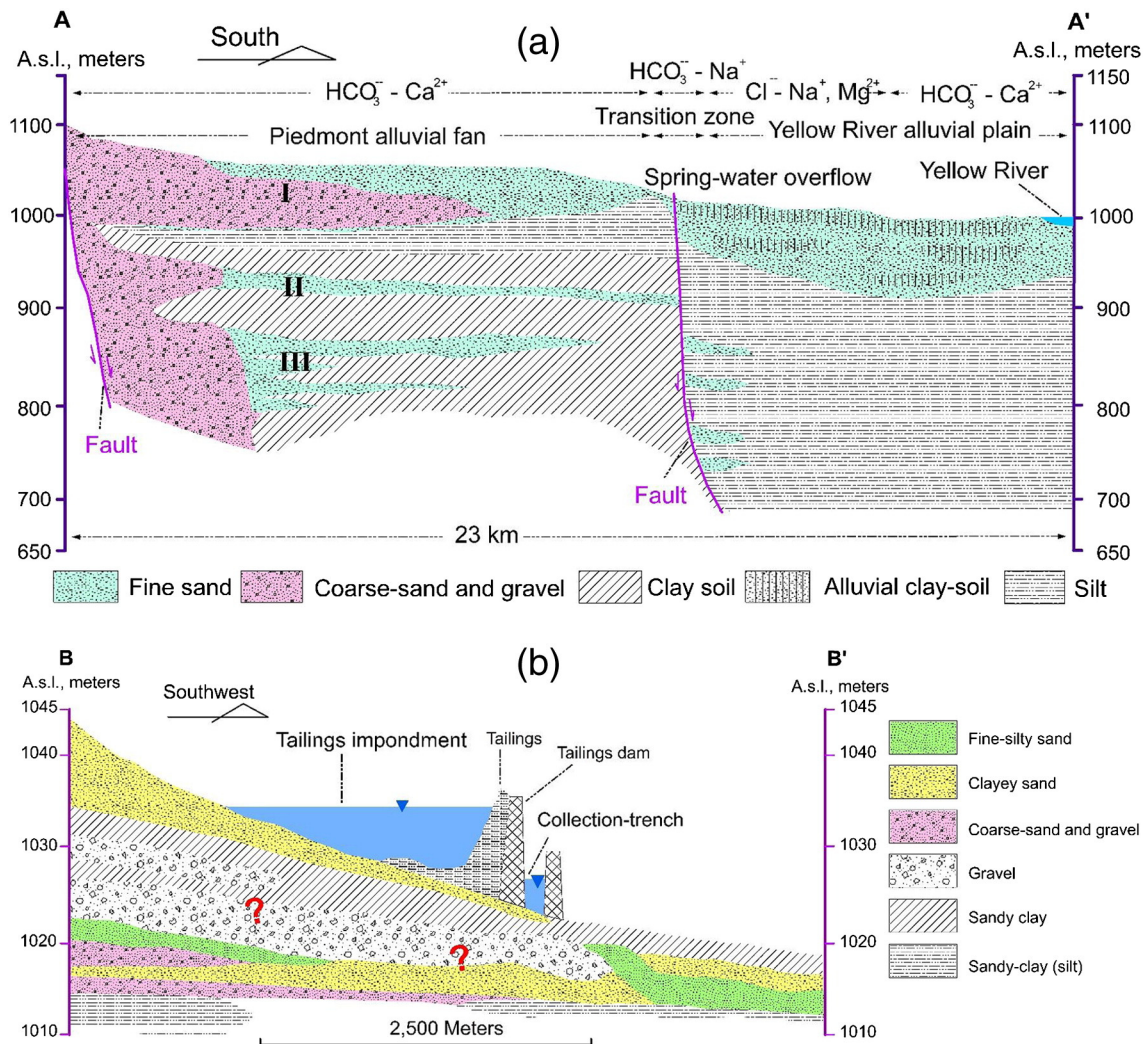 A
(a)
A'
South
A.s.l., meters
A.s.l., meters
HCO₃⁻ - Ca²⁺
HCO₃⁻ - Na⁺
Cl⁻ - Na⁺, Mg²⁺
HCO₃⁻ - Ca²⁺
1150
Piedmont alluvial fan
Transition zone
Yellow River alluvial plain
1100
1100
Spring-water overflow
Yellow River
I
1000
1000
II
900
900
III
800
800
Fault
Fault
700
700
650
23 km
650
Fine sand
Coarse-sand and gravel
Clay soil
Alluvial clay-soil
Silt
B
(b)
B'
A.s.l., meters
A.s.l., meters
Southwest
1045
1045
Tailings impondment
Tailings
Tailings dam
1040
1040
Collection-trench
1030
1030
?
?
1020
1020
1010
1010
2,500 Meters
Fine-silty sand
Clayey sand
Coarse-sand and gravel
Gravel
Sandy clay
Sandy-clay (silt)